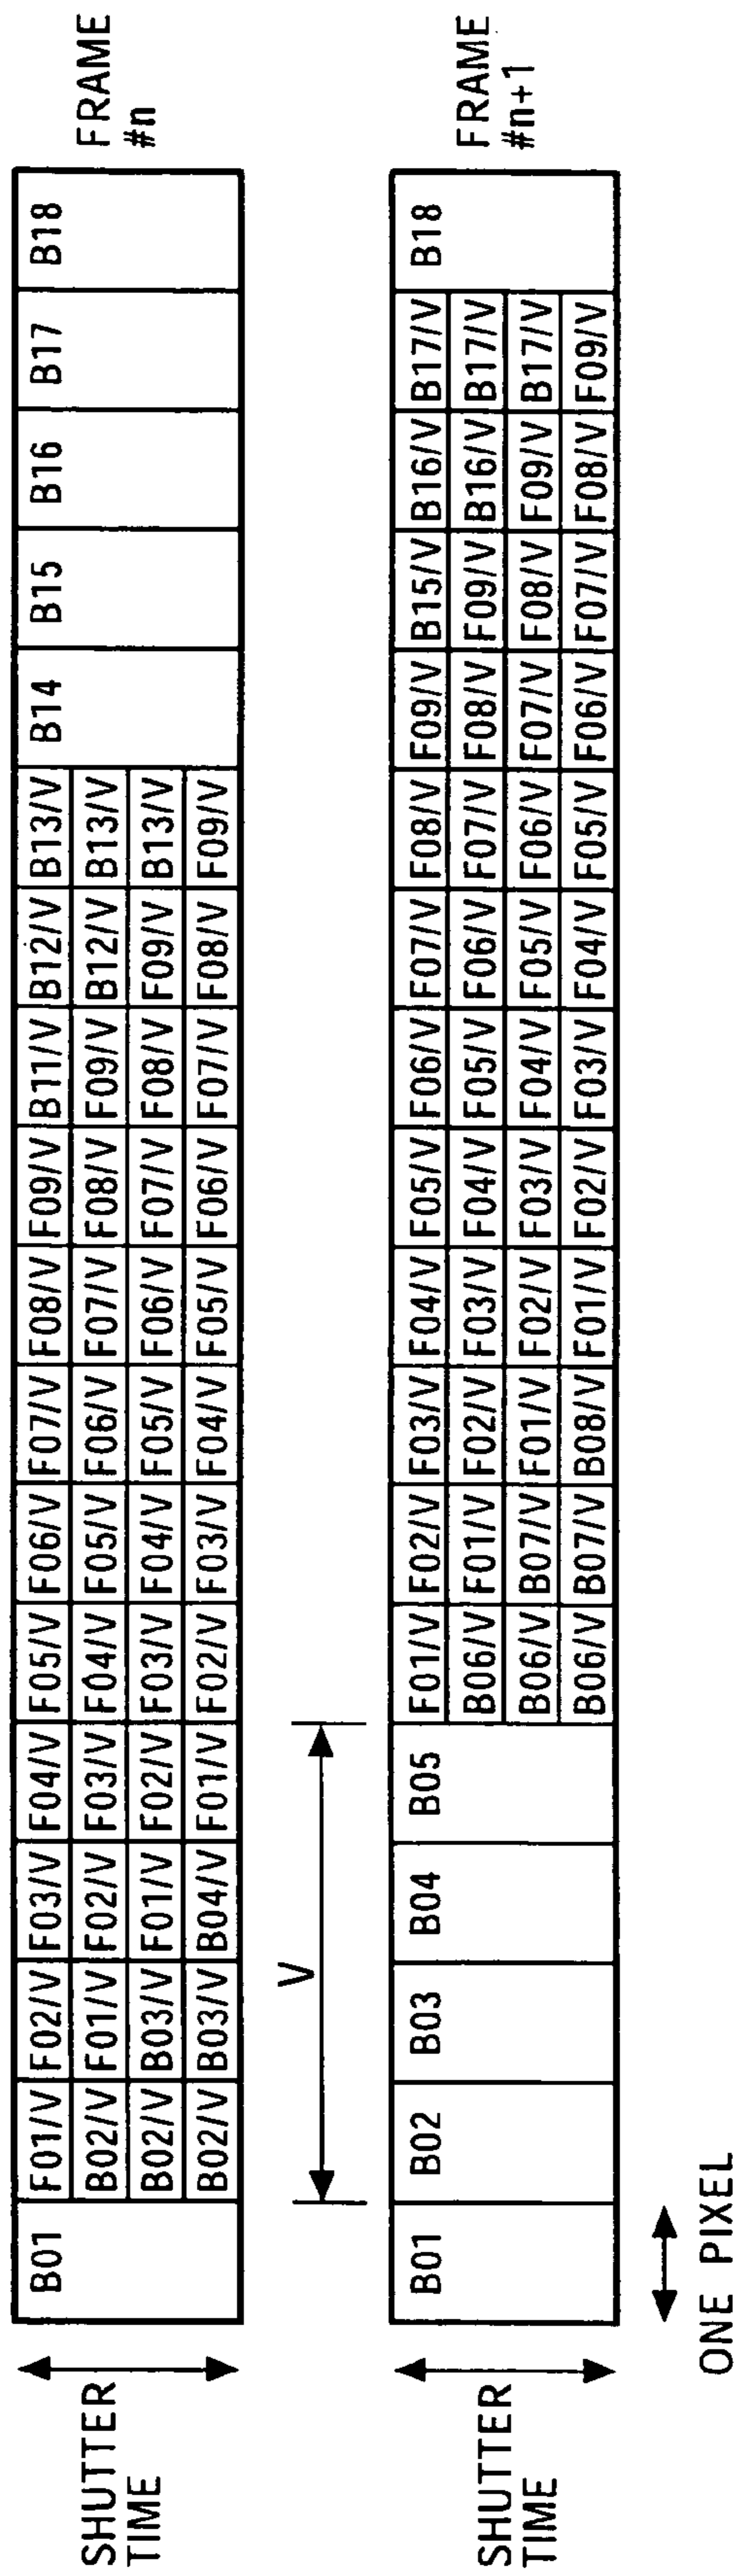 SHUTTER
TIME
B01 F01/V F02/V F03/V F04/V F05/V F06/V F07/V F08/V F09/V B11/V B12/V B13/V B14 B15 B16 B17 B18
B02/V F01/V F02/V F03/V F04/V F05/V F06/V F07/V F08/V F09/V B12/V B13/V
B02/V B03/V F01/V F02/V F03/V F04/V F05/V F06/V F07/V F08/V F09/V B13/V
B02/V B03/V B04/V F01/V F02/V F03/V F04/V F05/V F06/V F07/V F08/V F09/V
FRAME
#n
V
SHUTTER
TIME
B01 B02 B03 B04 B05 F01/V F02/V F03/V F04/V F05/V F06/V F07/V F08/V F09/V B15/V B16/V B17/V B18
B06/V F01/V F02/V F03/V F04/V F05/V F06/V F07/V F08/V F09/V B16/V B17/V
B06/V B07/V F01/V F02/V F03/V F04/V F05/V F06/V F07/V F08/V F09/V B17/V
B06/V B07/V B08/V F01/V F02/V F03/V F04/V F05/V F06/V F07/V F08/V F09/V
FRAME
#n+1
ONE PIXEL